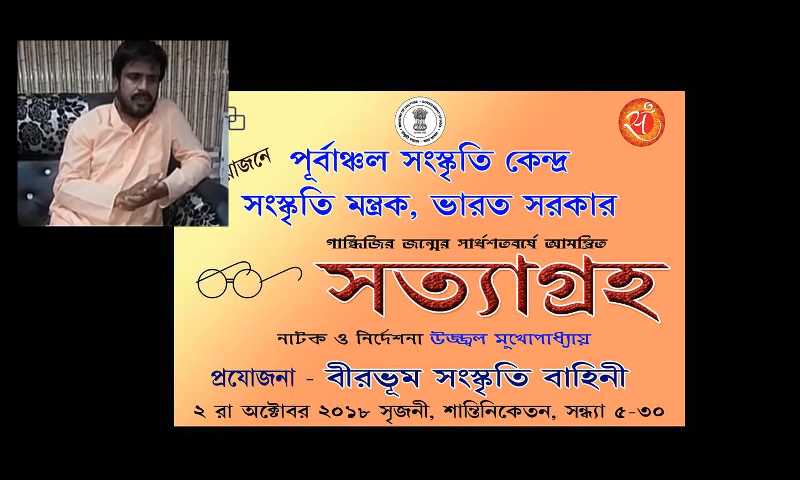 য়োজনে
পূর্বাঞ্চল সংস্কৃতি কেন্দ্র
সংস্কৃতি মন্ত্রক, ভারত সরকার
গান্ধিজির জন্মের সার্ধশতবর্ষে আমন্ত্রিত
সত্যাগ্রহ
নাটক ও নির্দেশনা উজ্জ্বল মুখোপাধ্যায়
প্রযোজনা - বীরভূম সংস্কৃতি বাহিনী
২ রা অক্টোবর ২০১৮ সৃজনী, শান্তিনিকেতন, সন্ধ্যা ৫-৩০